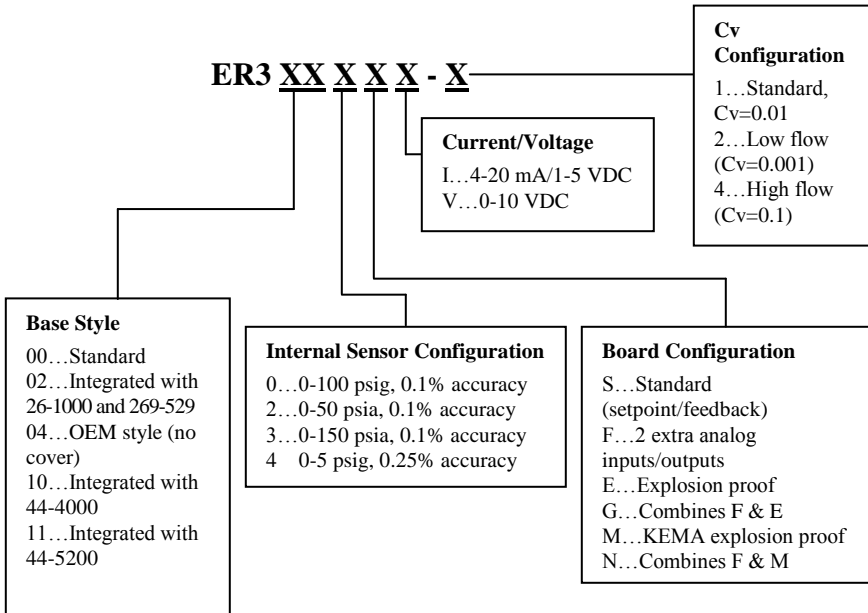 ER3 XX X X X - X
Cv
Configuration
1…Standard,
Cv=0.01
2…Low flow
(Cv=0.001)
4…High flow
(Cv=0.1)
Current/Voltage
I…4-20 mA/1-5 VDC
V…0-10 VDC
Base Style
00…Standard
02…Integrated with
26-1000 and 269-529
04…OEM style (no
cover)
10…Integrated with
44-4000
11…Integrated with
44-5200
Internal Sensor Configuration
0…0-100 psig, 0.1% accuracy
2…0-50 psia, 0.1% accuracy
3…0-150 psia, 0.1% accuracy
4 0-5 psig, 0.25% accuracy
Board Configuration
S…Standard
(setpoint/feedback)
F…2 extra analog
inputs/outputs
E…Explosion proof
G…Combines F & E
M…KEMA explosion proof
N…Combines F & M